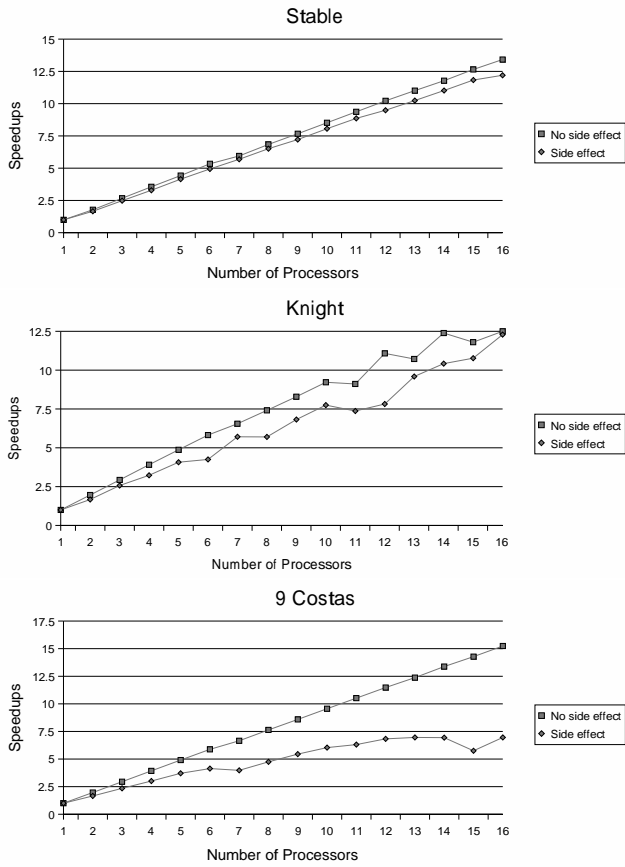 Stable
15
12.5
10
7.5
5
2.5
0
Speedups
1 2 3 4 5 6 7 8 9 10 11 12 13 14 15 16
Number of Processors
No side effect
Side effect
Knight
12.5
10
7.5
5
2.5
0
Speedups
1 2 3 4 5 6 7 8 9 10 11 12 13 14 15 16
Number of Processors
No side effect
Side effect
9 Costas
17.5
15
12.5
10
7.5
5
2.5
0
Speedups
1 2 3 4 5 6 7 8 9 10 11 12 13 14 15 16
Number of Processors
No side effect
Side effect